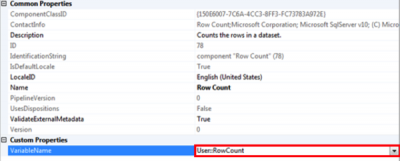 Common Properties
ComponentClassID {150E6007-7C6A-4CC3-8FF3-FC73783A972E}
ContactInfo Row Count;Microsoft Corporation; Microsoft SqlServer v10; (C) Micros
Description Counts the rows in a dataset.
ID 78
IdentificationString component "Row Count" (78)
IsDefaultLocale True
LocaleID English (United States)
Name Row Count
PipelineVersion 0
UsesDispositions False
ValidateExternalMetadata True
Version 0
Custom Properties
VariableName User::RowCount